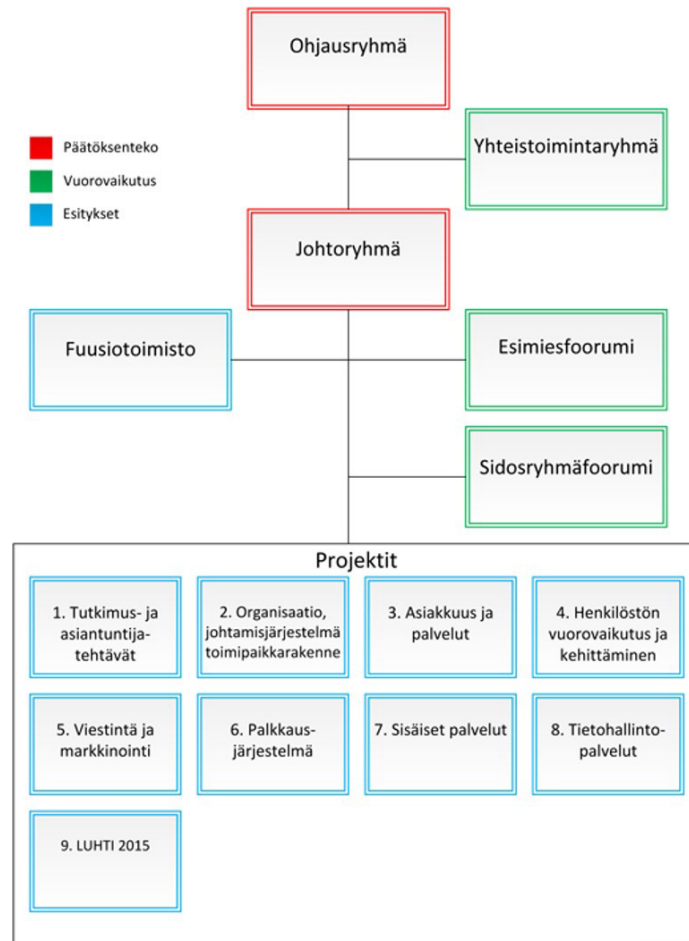 Ohjausryhmä
Yhteistoimintaryhmä
Päätöksenteko
Vuorovaikutus
Esitykset
Johtoryhmä
Fuusiotoimisto
Esimiesfoorumi
Sidosryhmäfoorumi
Projektit
1. Tutkimus- ja
asiantuntija-
tehtävät
2. Organisaatio,
johtamisjärjestelmä
toimipaikkarakenne
3. Asiakkuus ja
palvelut
4. Henkilöstön
vuorovaikutus ja
kehittäminen
5. Viestintä ja
markkinointi
6. Palkkaus-
järjestelmä
7. Sisäiset palvelut
8. Tietohallinto-
palvelut
9. LUHTI 2015